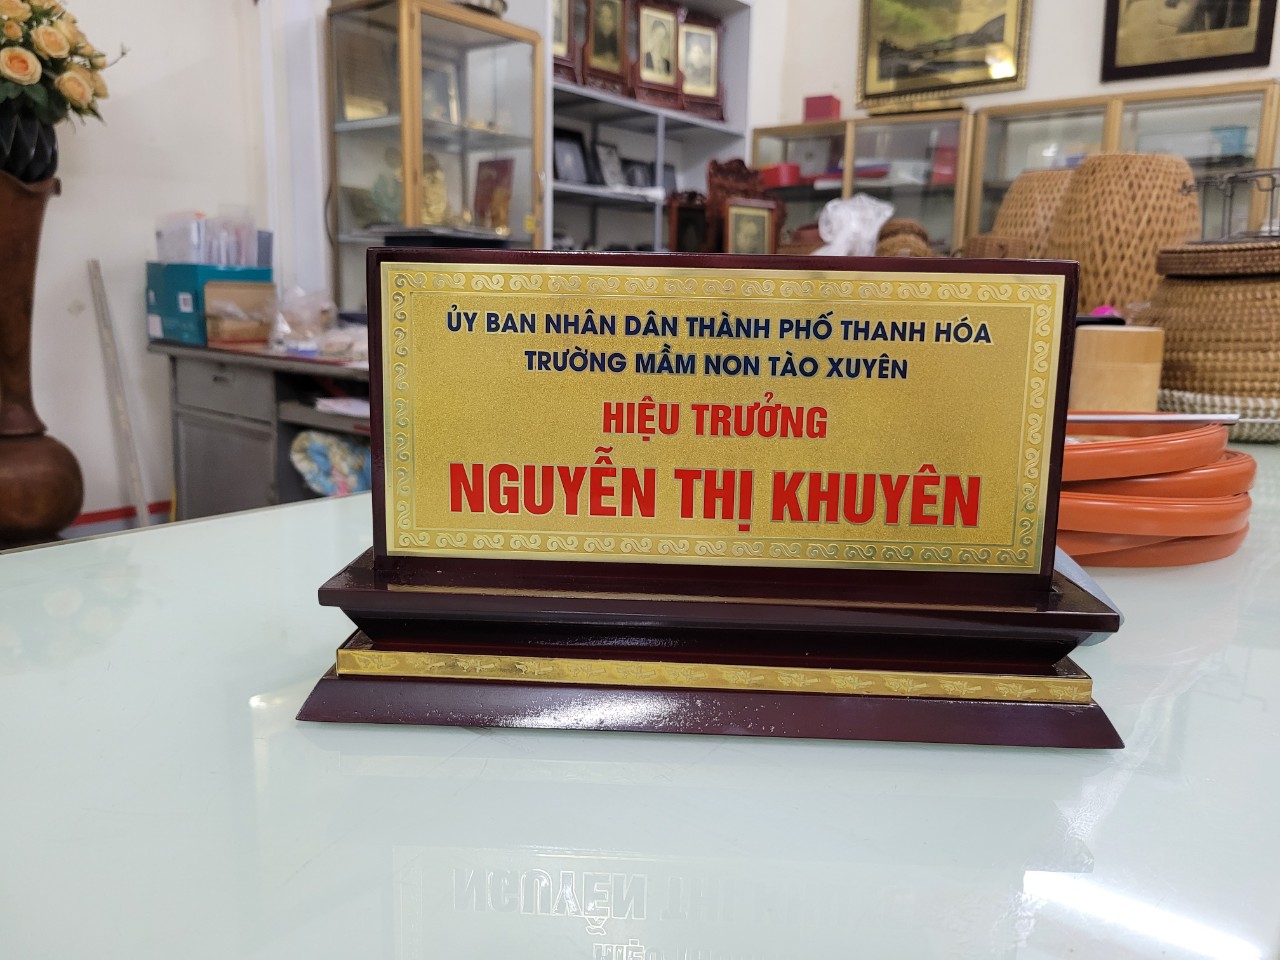 ỦY BAN NHÂN DÂN THÀNH PHỐ THANH HÓA
TRƯỜNG MẦM NON TÀO XUYÊN
HIỆU TRƯỞNG
NGUYỄN THỊ KHUYÊN